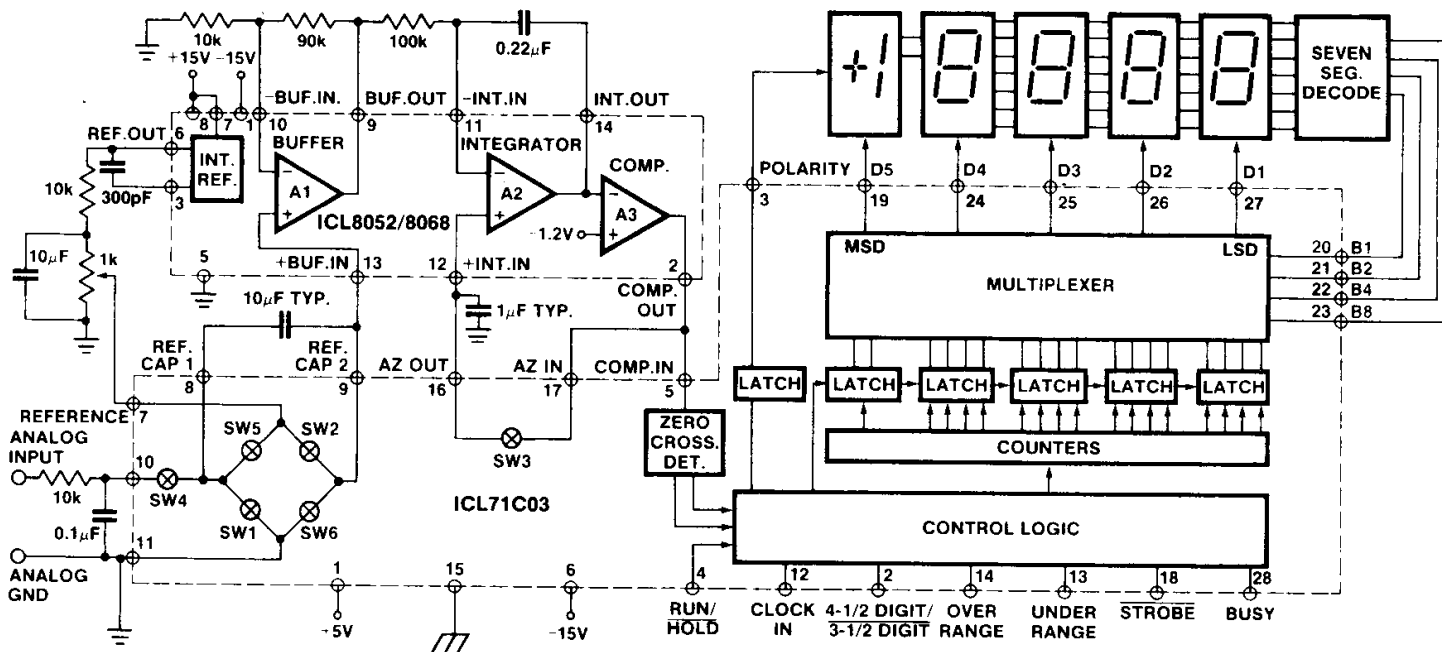 10k
90k
100k
0.22µF
+15V
-15V
-BUF.IN.
BUF.OUT
-INT.IN
INT.OUT
REF.OUT
6
8
7
1
10
9
11
14
BUFFER
INTEGRATOR
COMP.
INT.
REF.
A1
A2
A3
10k
300pF
3
ICL8052/8068
-1.2V
10µF
1k
5
+BUF.IN
13
12
+INT.IN
2
COMP.
OUT
10µF TYP.
1µF TYP.
REF.
CAP 1
8
REF.
CAP 2
9
AZ OUT
16
AZ IN
17
COMP.IN
5
REFERENCE
7
ANALOG
INPUT
SW5
SW2
10
10k
SW4
SW3
0.1µF
SW1
SW6
ICL71C03
11
ANALOG
GND
1
+5V
15
6
-15V
ZERO
CROSS.
DET.
+1
8
8
8
8
SEVEN
SEG.
DECODE
POLARITY
3
D5
19
D4
24
D3
25
D2
26
D1
27
MSD
LSD
MULTIPLEXER
20 B1
21 B2
22 B4
23 B8
LATCH
LATCH
LATCH
LATCH
LATCH
LATCH
COUNTERS
CONTROL LOGIC
4
12
2
14
13
18
28
RUN/
HOLD
CLOCK
IN
4-1/2 DIGIT/
3-1/2 DIGIT
OVER
RANGE
UNDER
RANGE
STROBE
BUSY